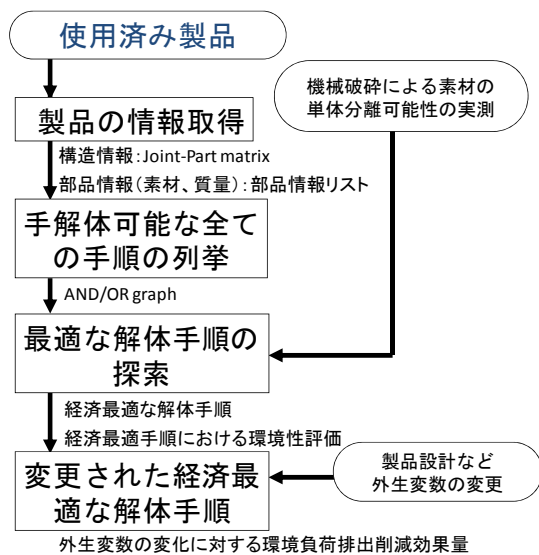 使用済み製品
機械破砕による素材の
単体分離可能性の実測
製品の情報取得
構造情報：Joint-Part matrix
部品情報（素材、質量）：部品情報リスト
手解体可能な全て
の手順の列挙
AND/OR graph
最適な解体手順の
探索
経済最適な解体手順
経済最適手順における環境性評価
製品設計など
外生変数の変更
変更された経済最
適な解体手順
外生変数の変化に対する環境負荷排出削減効果量